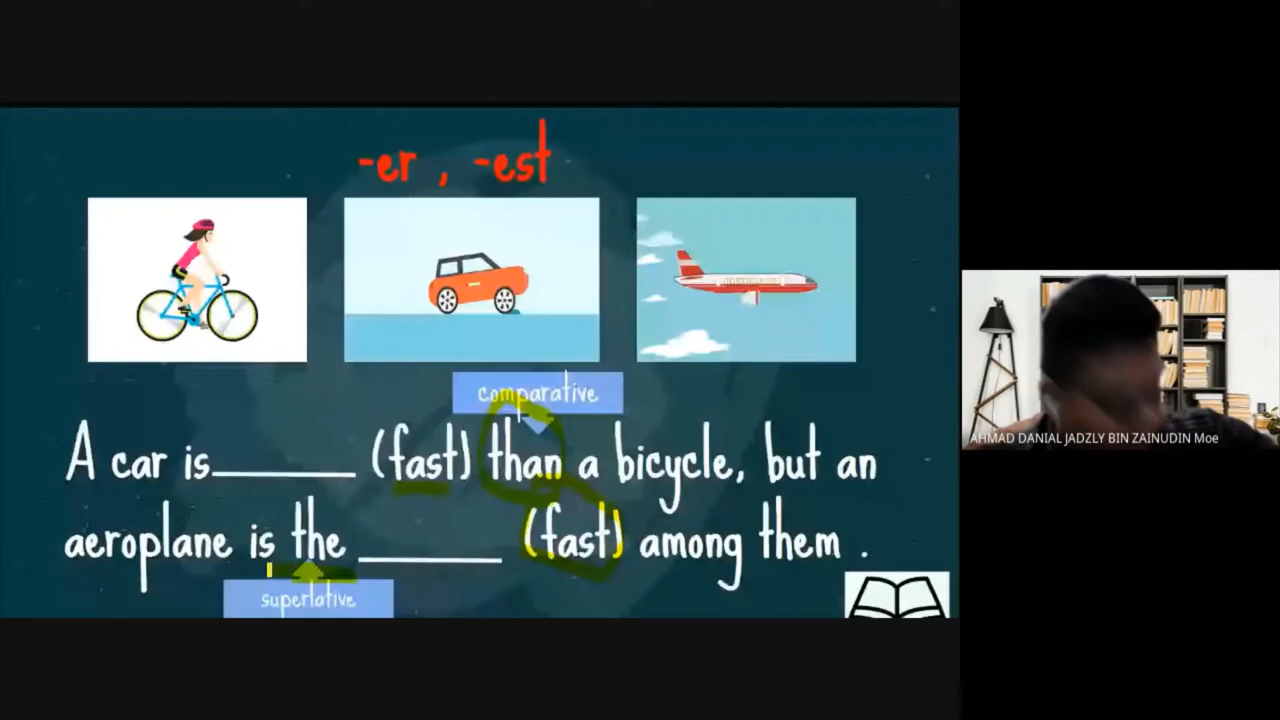 -er , -est
comparative
A car is______ (fast) than a bicycle, but an
aeroplane is the ______ (fast) among them .
superlative
AHMAD DANIAL JADZLY BIN ZAINUDIN Moe